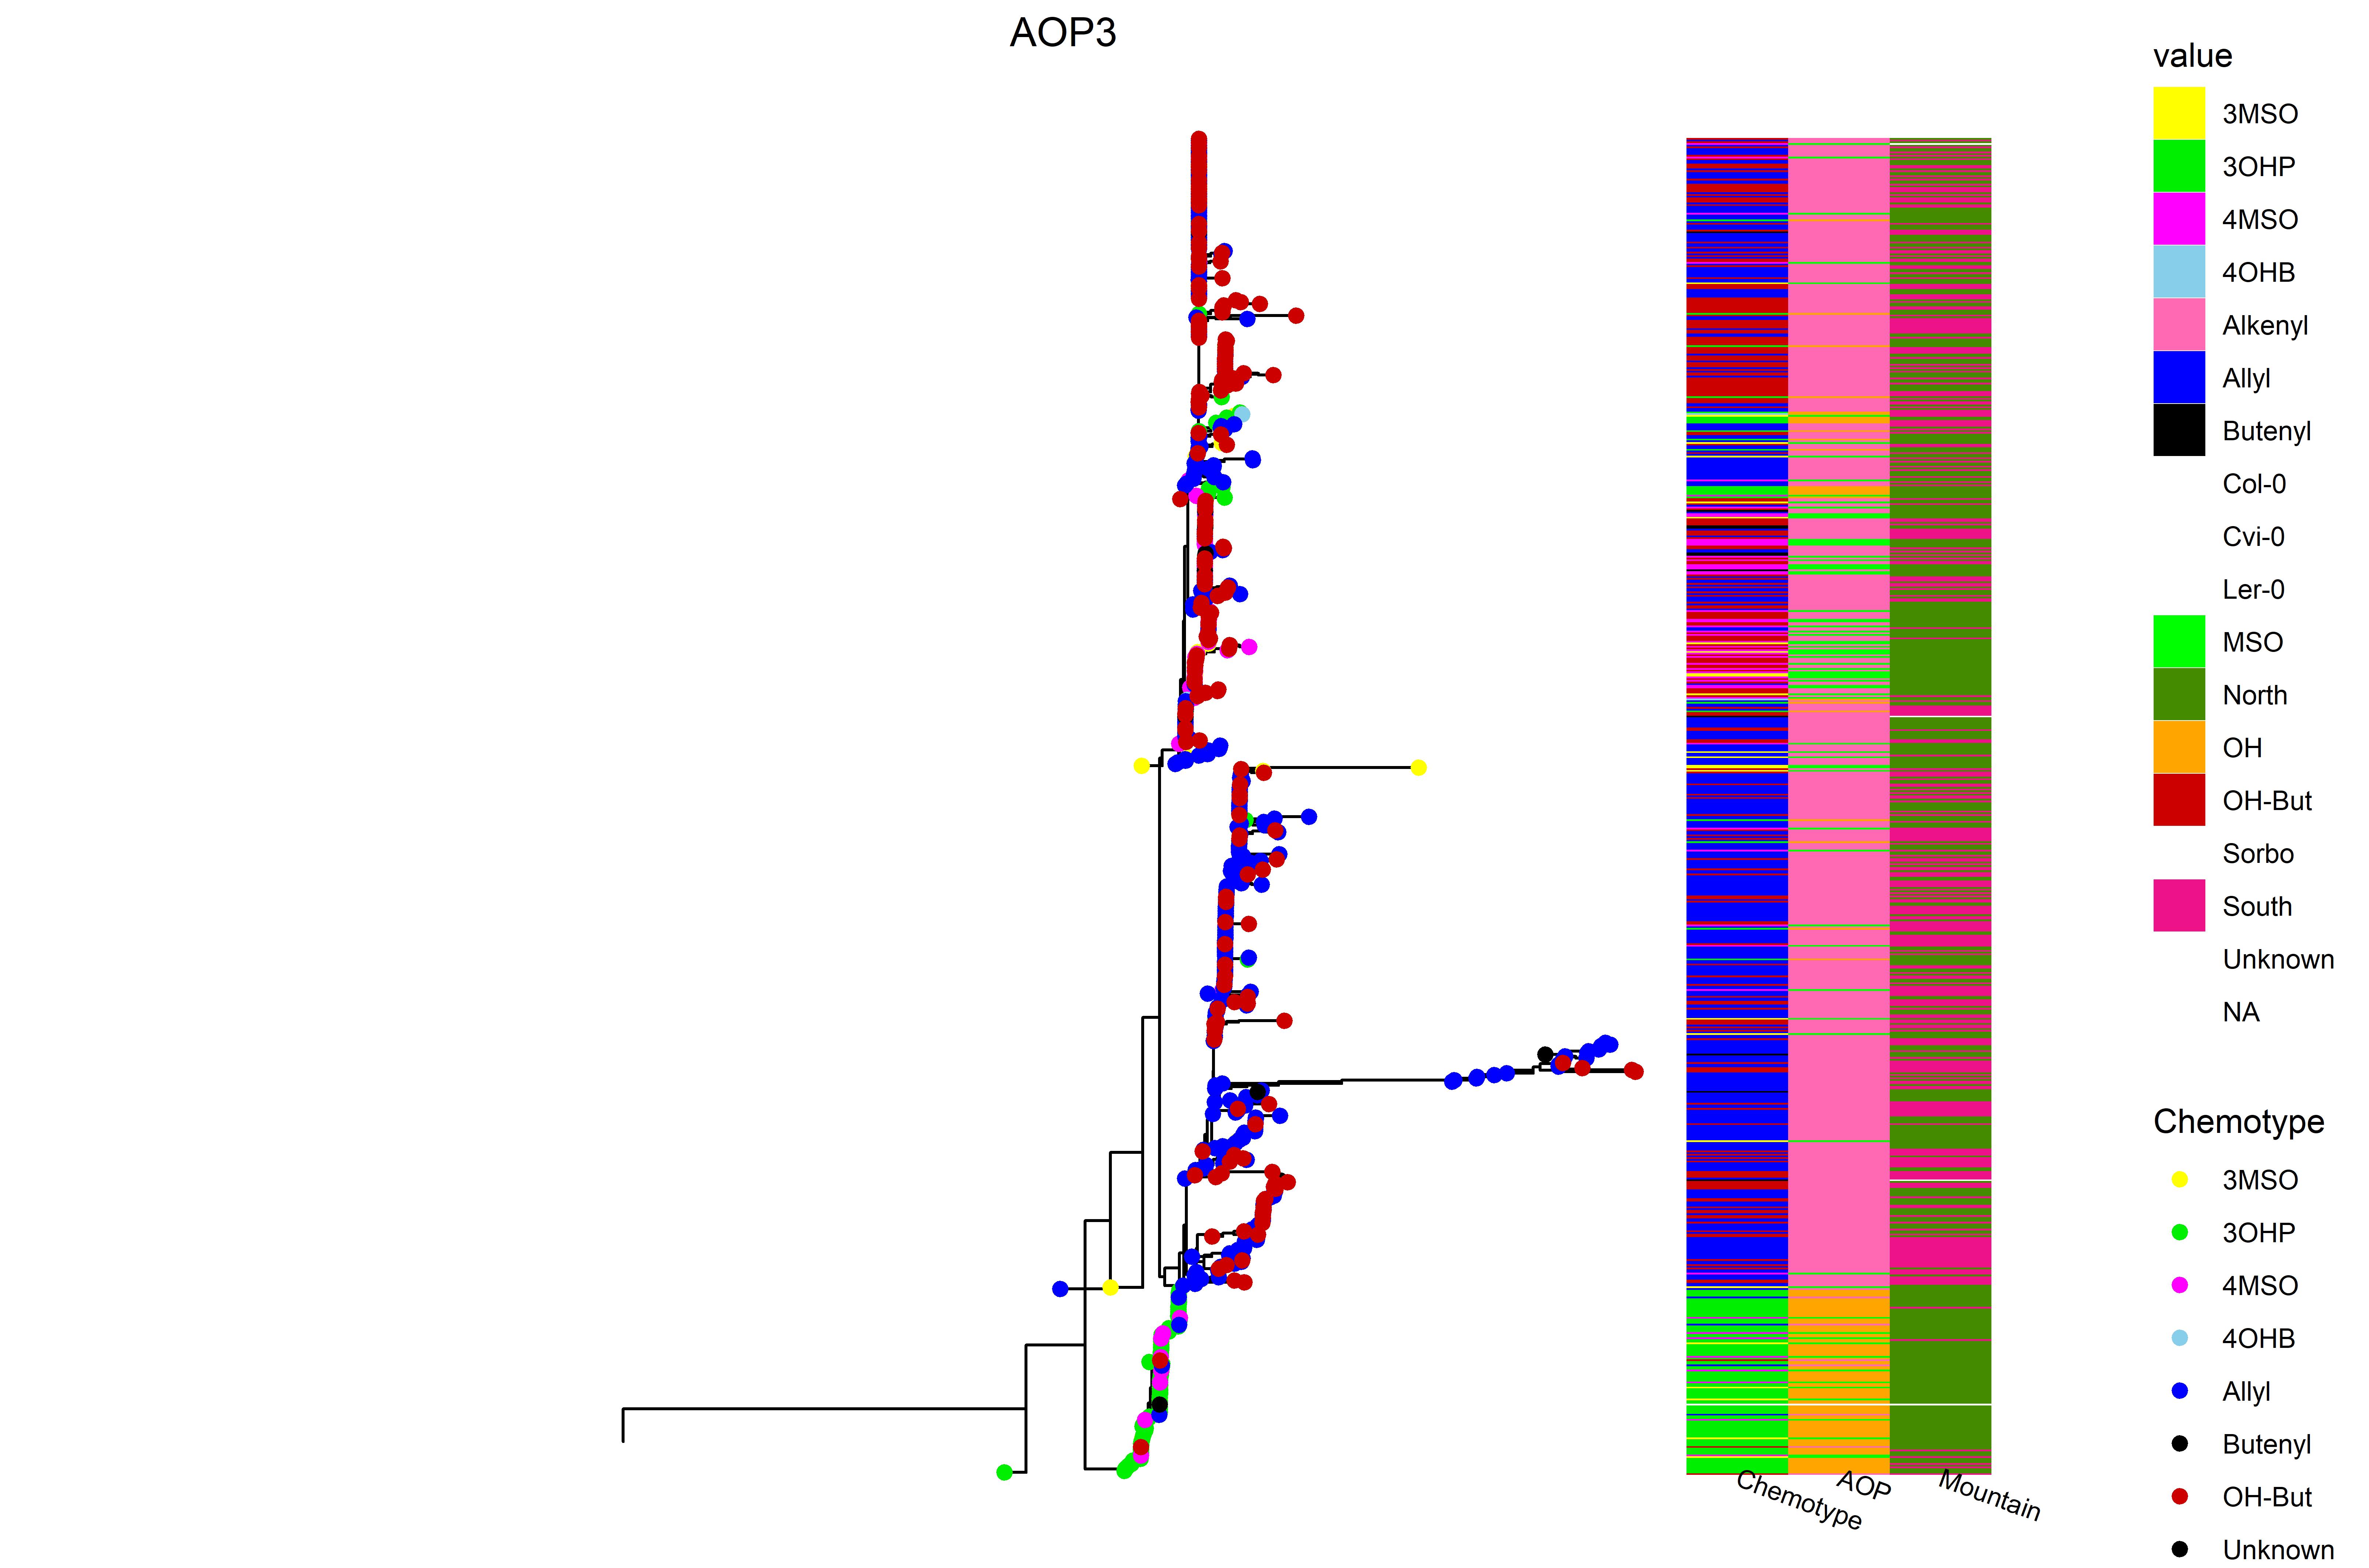 AOP3
value
3MSO
3OHP
4MSO
4OHB
Alkenyl
Allyl
Butenyl
Col-0
Cvi-0
Ler-0
MSO
North
OH
OH-But
Sorbo
South
Unknown
NA
Chemotype
3MSO
3OHP
4MSO
4OHB
Allyl
Butenyl
OH-But
Unknown
Chemotype
AOP
Mountain